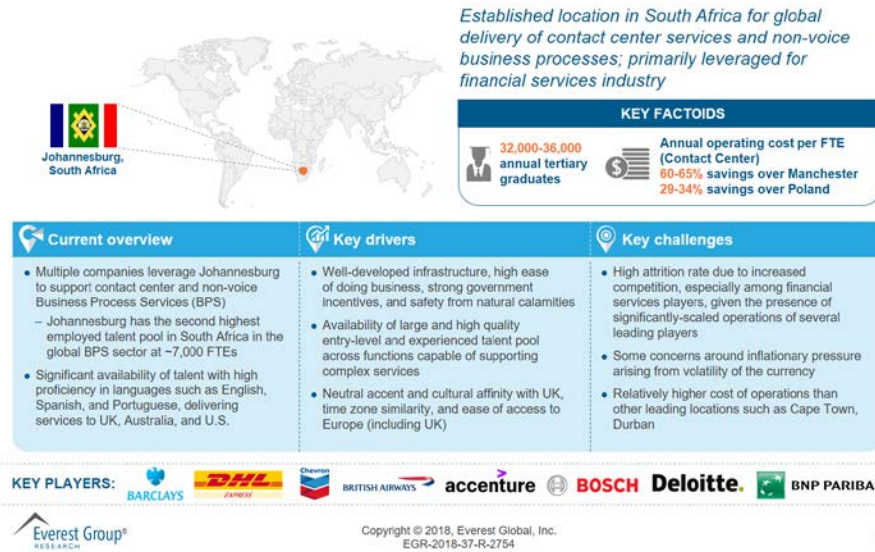 Established location in South Africa for global
delivery of contact center services and non-voice
business processes; primarily leveraged for
financial services industry
Johannesburg,
South Africa
KEY FACTOIDS
32,000-36,000
annual tertiary
graduates
Annual operating cost per FTE
(Contact Center)
60-65% savings over Manchester
29-34% savings over Poland
Current overview
• Multiple companies leverage Johannesburg
to support contact center and non-voice
Business Process Services (BPS)
– Johannesburg has the second highest
employed talent pool in South Africa in the
global BPS sector at ~7,000 FTEs
• Significant availability of talent with high
proficiency in languages such as English,
Spanish, and Portuguese, delivering
services to UK, Australia, and U.S.
Key drivers
• Well-developed infrastructure, high ease
of doing business, strong government
incentives, and safety from natural calamities
• Availability of large and high quality
entry-level and experienced talent pool
across functions capable of supporting
complex services
• Neutral accent and cultural affinity with UK,
time zone similarity, and ease of access to
Europe (including UK)
Key challenges
• High attrition rate due to increased
competition, especially among financial
services players, given the presence of
significantly-scaled operations of several
leading players
• Some concerns around inflationary pressure
arising from volatility of the currency
• Relatively higher cost of operations than
other leading locations such as Cape Town,
Durban
KEY PLAYERS:
BARCLAYS
DHL
EXPRESS
Chevron
BRITISH AIRWAYS
accenture
BOSCH
Deloitte.
BNP PARIBA
Everest Group®
RESEARCH
Copyright © 2018, Everest Global, Inc.
EGR-2018-37-R-2754